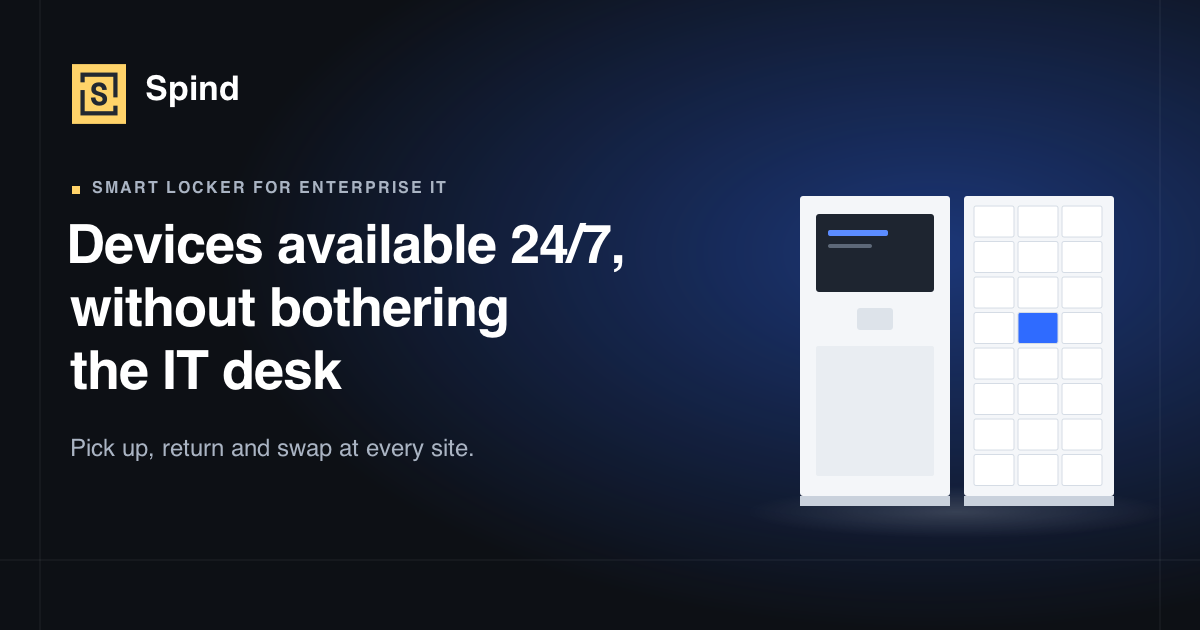 S
Spind
SMART LOCKER FOR ENTERPRISE IT
Devices available 24/7,
without bothering
the IT desk
Pick up, return and swap at every site.